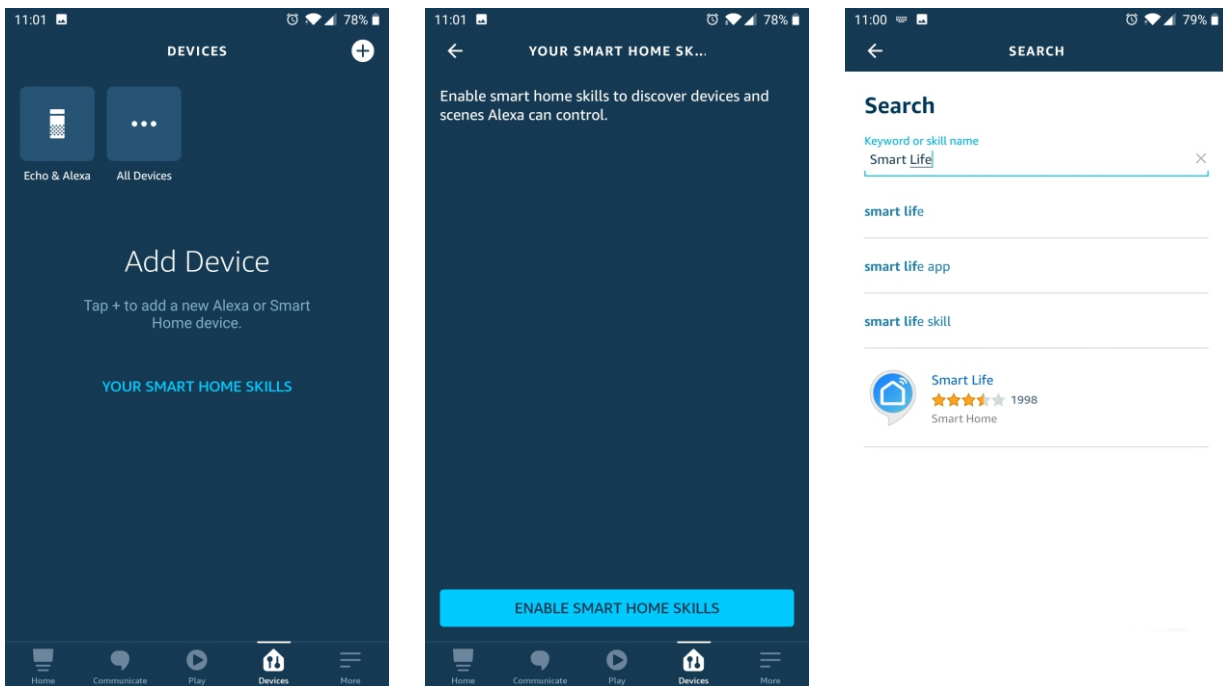 11:01
78%
DEVICES
Echo & Alexa
All Devices
Add Device
Tap + to add a new Alexa or Smart
Home device.
YOUR SMART HOME SKILLS
Home
Communicate
Play
Devices
More
11:01
78%
YOUR SMART HOME SK...
Enable smart home skills to discover devices and
scenes Alexa can control.
ENABLE SMART HOME SKILLS
Home
Communicate
Play
Devices
More
11:00
79%
SEARCH
Search
Keyword or skill name
Smart Life
smart life
smart life app
smart life skill
Smart Life
1998
Smart Home